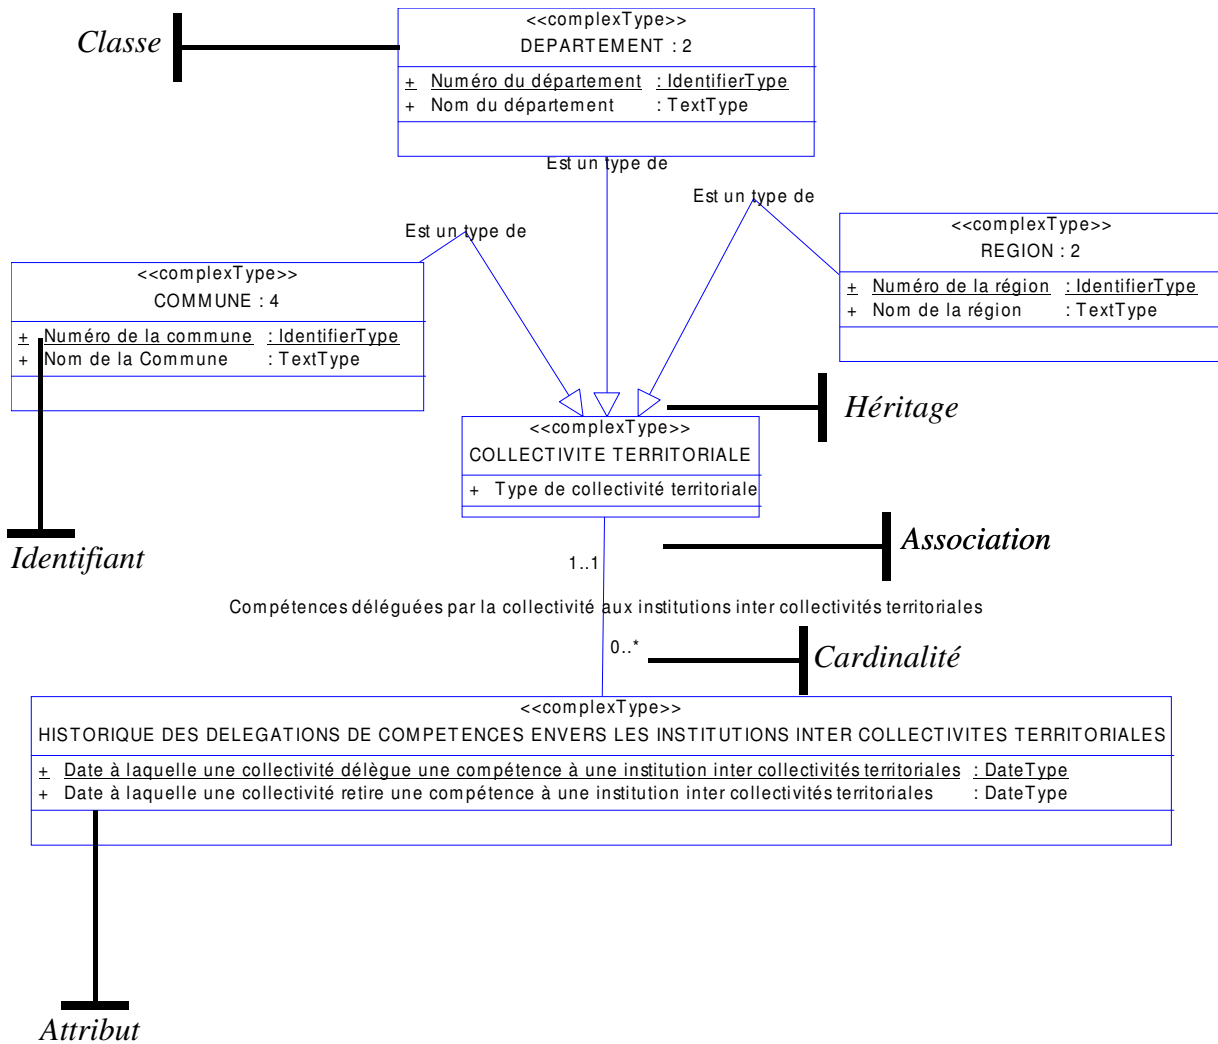 Classe
<<complexType>>
DEPARTEMENT : 2
+ Numéro du département : IdentifierType
+ Nom du département : TextType
Est un type de
Est un type de
Est un type de
<<complexType>>
REGION : 2
+ Numéro de la région : IdentifierType
+ Nom de la région : TextType
<<complexType>>
COMMUNE : 4
+ Numéro de la commune : IdentifierType
+ Nom de la Commune : TextType
Héritage
<<complexType>>
COLLECTIVITE TERRITORIALE
+ Type de collectivité territoriale
Identifiant
Association
1..1
Compétences déléguées par la collectivité aux institutions inter collectivités territoriales
0..*
Cardinalité
<<complexType>>
HISTORIQUE DES DELEGATIONS DE COMPETENCES ENVERS LES INSTITUTIONS INTER COLLECTIVITES TERRITORIALES
+ Date à laquelle une collectivité délègue une compétence à une institution inter collectivités territoriales : DateType
+ Date à laquelle une collectivité retire une compétence à une institution inter collectivités territoriales : DateType
Attribut